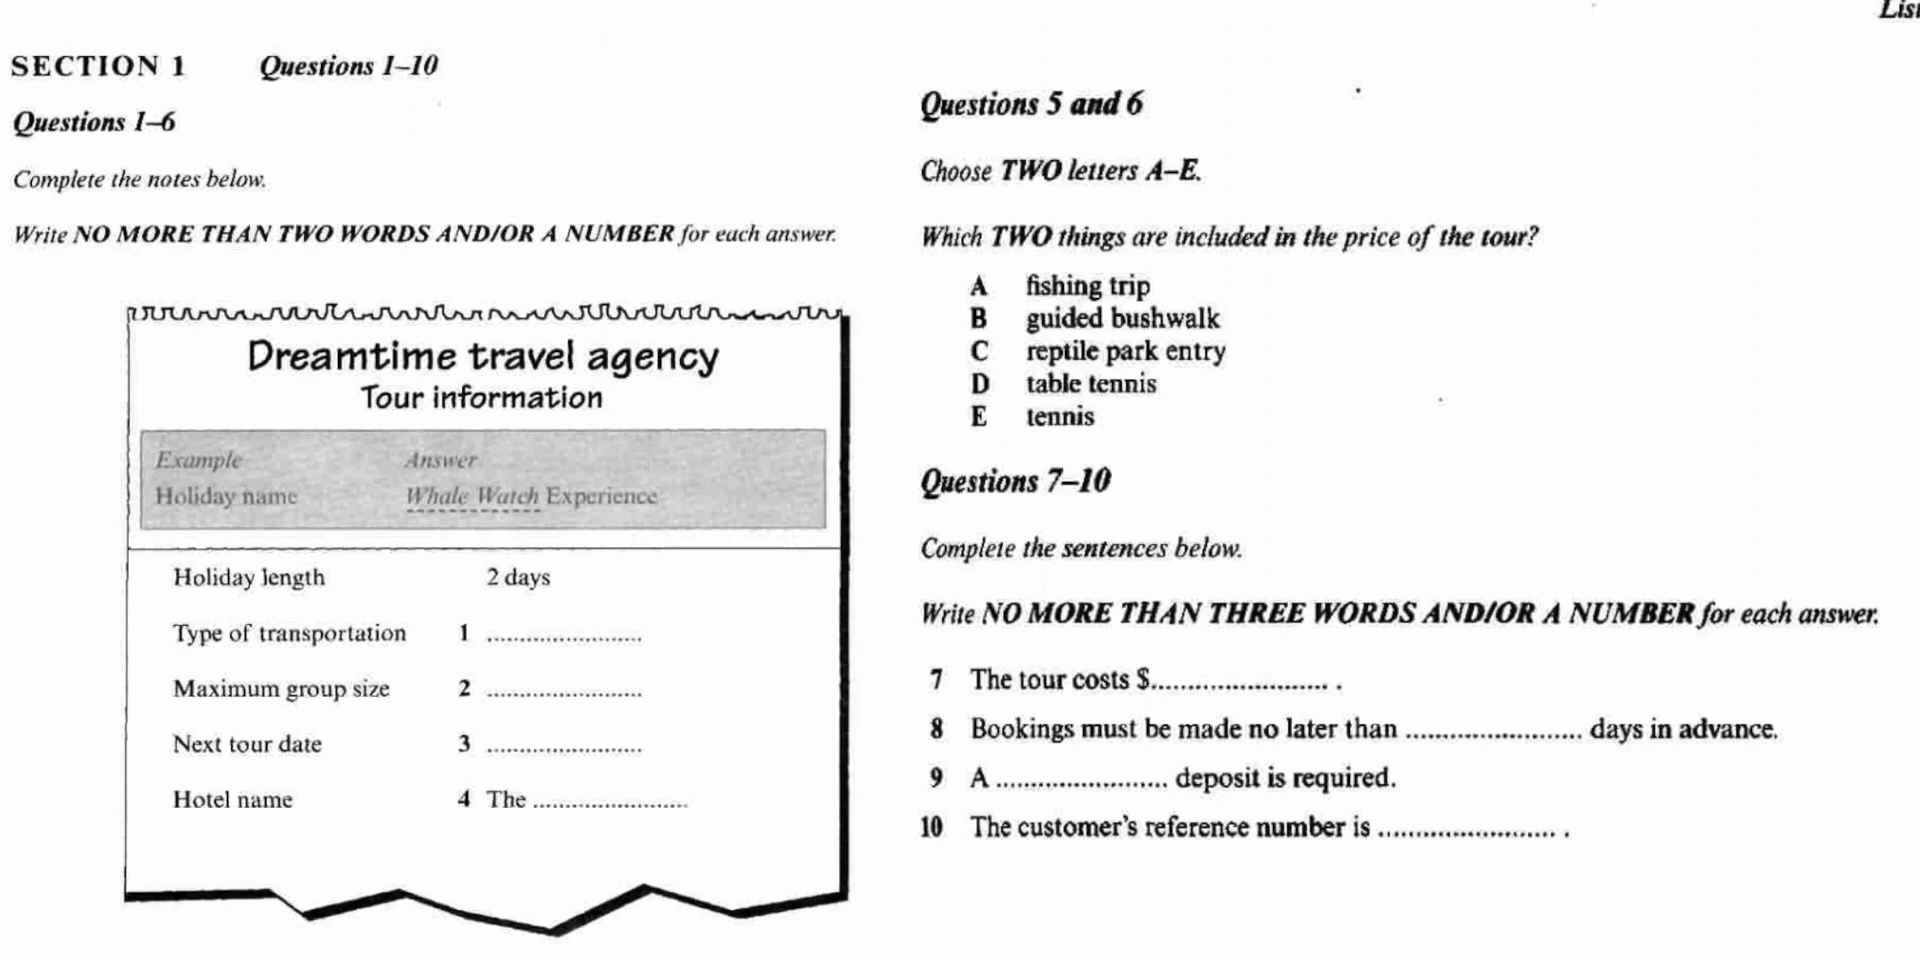 SECTION 1 Questions 1–10
Questions 1–6
Complete the notes below.
Write NO MORE THAN TWO WORDS AND/OR A NUMBER for each answer.
Dreamtime travel agency
Tour information
Example Answer
Holiday name Whale Watch Experience
Holiday length 2 days
Type of transportation 1 ........................
Maximum group size 2 ........................
Next tour date 3 ........................
Hotel name 4 The ........................
Questions 5 and 6
Choose TWO letters A–E.
Which TWO things are included in the price of the tour?
A fishing trip
B guided bushwalk
C reptile park entry
D table tennis
E tennis
Questions 7–10
Complete the sentences below.
Write NO MORE THAN THREE WORDS AND/OR A NUMBER for each answer.
7 The tour costs $........................ .
8 Bookings must be made no later than ........................ days in advance.
9 A ........................ deposit is required.
10 The customer's reference number is ........................ .